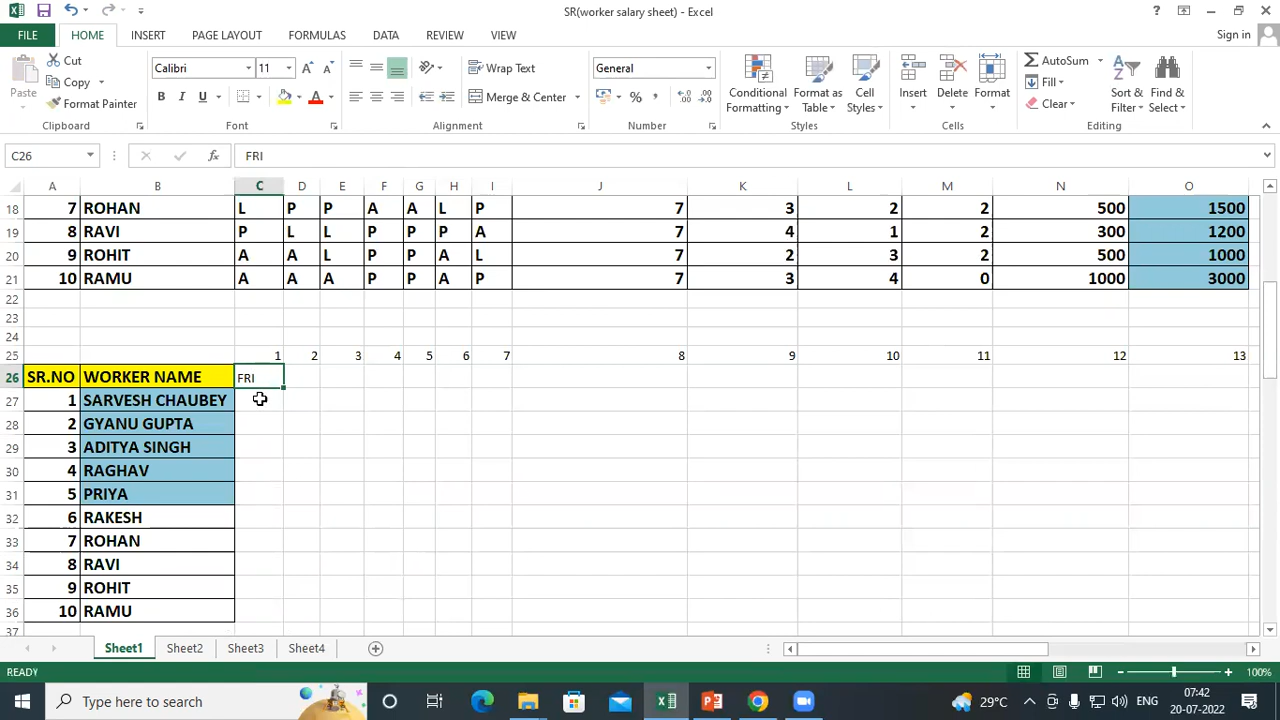 SR(worker salary sheet) - Excel
FILE HOME INSERT PAGE LAYOUT FORMULAS DATA REVIEW VIEW Sign in
Cut
Copy
Format Painter
Paste
Clipboard
Calibri 11
B I U
A A
Font
Wrap Text
Merge & Center
Alignment
General
%
Number
Conditional Formatting
Format as Table
Cell Styles
Styles
Insert
Delete
Format
Cells
AutoSum
Fill
Clear
Sort & Filter
Find & Select
Editing
C26 fx FRI
A B C D E F G H I J K L M N O
18 7 ROHAN L P P A A L P 7 3 2 2 500 1500
19 8 RAVI P L L P P P A 7 4 1 2 300 1200
20 9 ROHIT A A L P P A L 7 2 3 2 500 1000
21 10 RAMU A A A P P A P 7 3 4 0 1000 3000
22
23
24
25 1 2 3 4 5 6 7 8 9 10 11 12 13
26 SR.NO WORKER NAME FRI
27 1 SARVESH CHAUBEY
28 2 GYANU GUPTA
29 3 ADITYA SINGH
30 4 RAGHAV
31 5 PRIYA
32 6 RAKESH
33 7 ROHAN
34 8 RAVI
35 9 ROHIT
36 10 RAMU
37
Sheet1 Sheet2 Sheet3 Sheet4
READY 100%
Type here to search
29°C ENG 07:42
20-07-2022